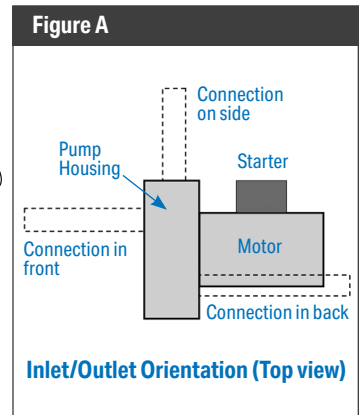 Figure A
Connection
on side
Pump
Housing
Starter
Connection in
front
Motor
Connection in back
Inlet/Outlet Orientation (Top view)
)